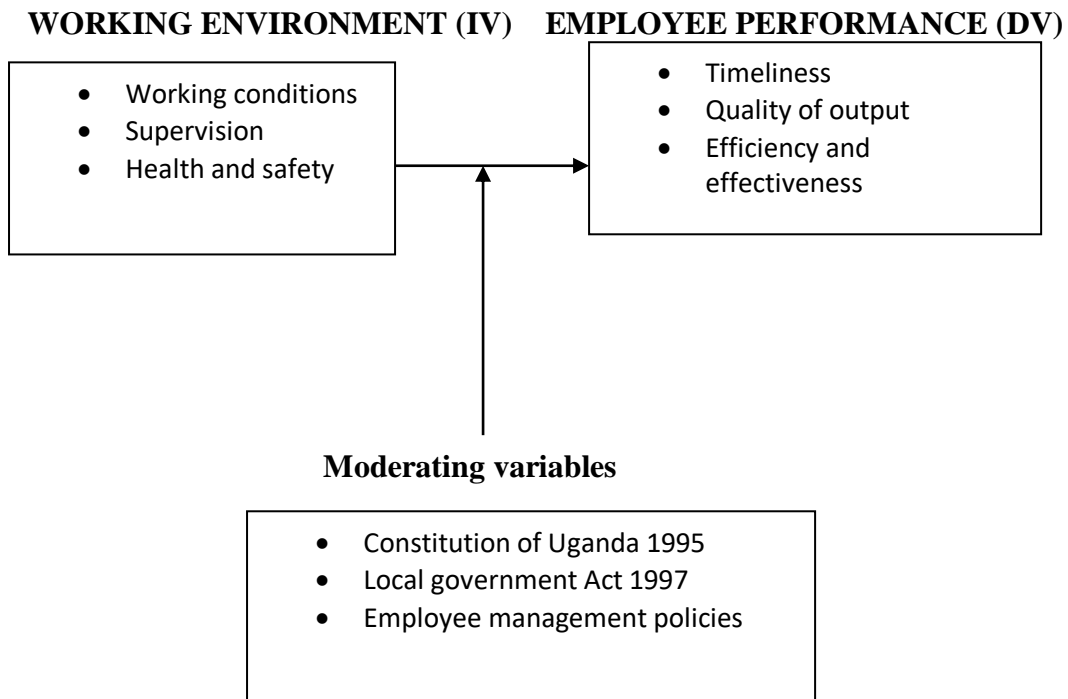 WORKING ENVIRONMENT (IV)
• Working conditions
• Supervision
• Health and safety
EMPLOYEE PERFORMANCE (DV)
• Timeliness
• Quality of output
• Efficiency and
effectiveness
Moderating variables
• Constitution of Uganda 1995
• Local government Act 1997
• Employee management policies